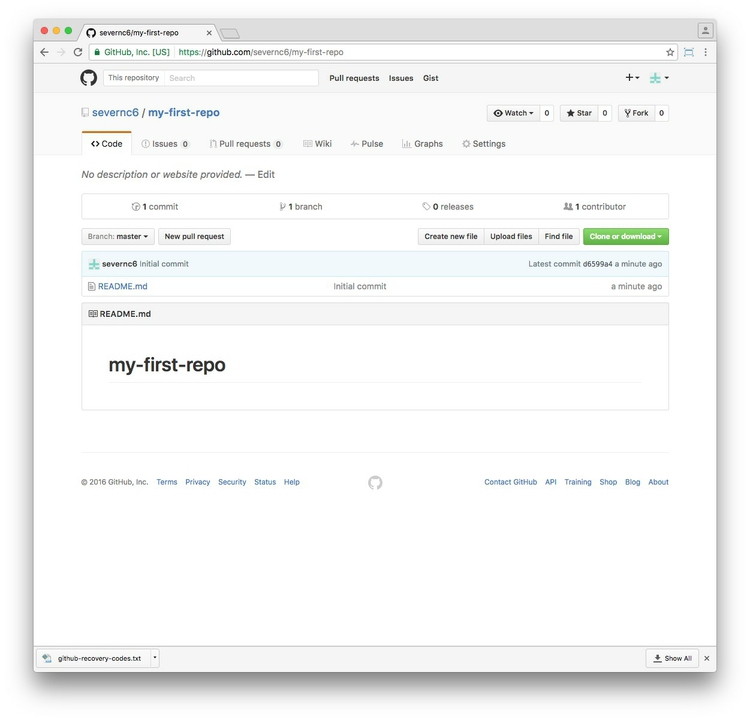 severnc6/my-first-repo
GitHub, Inc. [US] https://github.com/severnc6/my-first-repo
This repository Search Pull requests Issues Gist
severnc6 / my-first-repo Watch 0 Star 0 Fork 0
Code Issues 0 Pull requests 0 Wiki Pulse Graphs Settings
No description or website provided. — Edit
1 commit 1 branch 0 releases 1 contributor
Branch: master New pull request Create new file Upload files Find file Clone or download
severnc6 Initial commit Latest commit d6599a4 a minute ago
README.md Initial commit a minute ago
README.md
my-first-repo
© 2016 GitHub, Inc. Terms Privacy Security Status Help Contact GitHub API Training Shop Blog About
github-recovery-codes.txt Show All